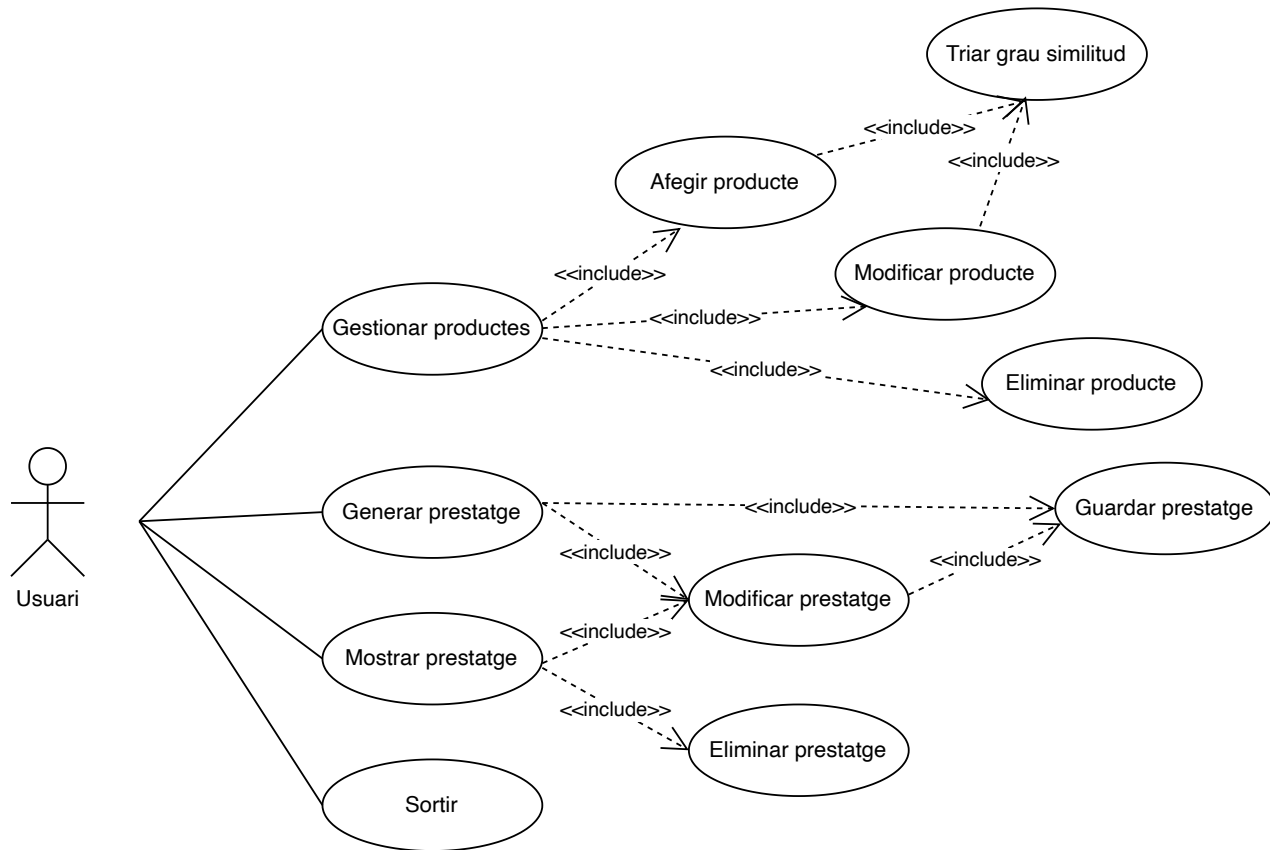 Triar grau similitud
<<include>>
<<include>>
Afegir producte
<<include>>
Modificar producte
<<include>>
Gestionar productes
<<include>>
Eliminar producte
Usuari
Generar prestatge
<<include>>
Guardar prestatge
<<include>>
<<include>>
Modificar prestatge
<<include>>
Mostrar prestatge
<<include>>
Eliminar prestatge
Sortir